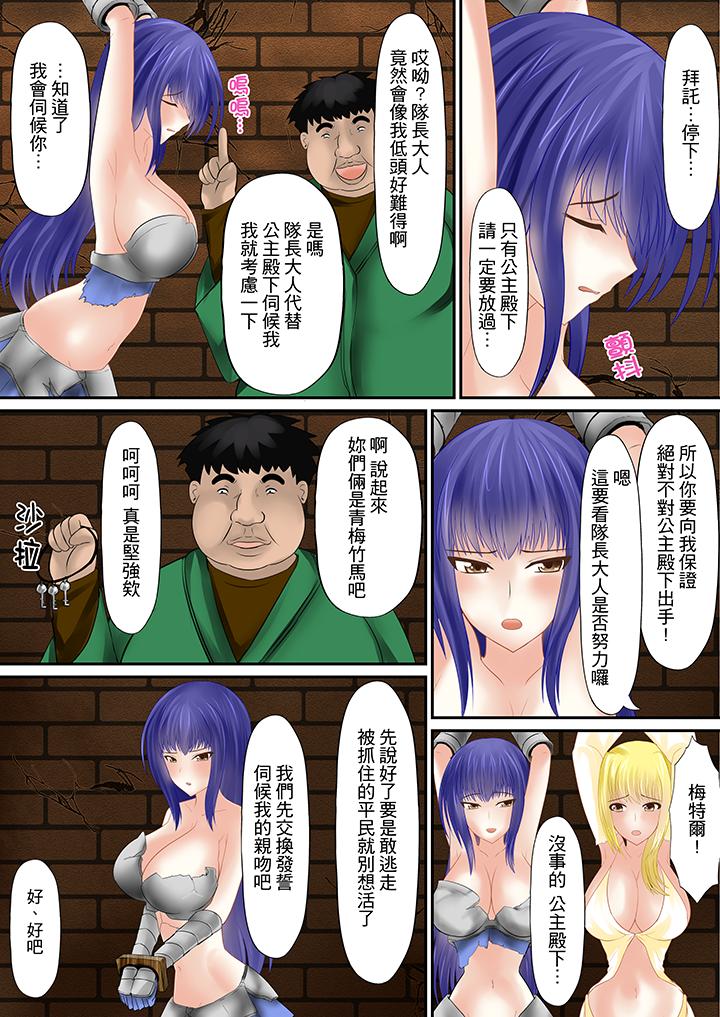 拜託…停下…
只有公主殿下
請一定要放過…
顫抖
哎呦？隊長大人
竟然會像我低頭好難得啊
是嗎
隊長大人代替
公主殿下伺候我
我就考慮一下
嗚嗚…
…知道了
我會伺候你…
所以你要向我保證
絕對不對公主殿下出手！
嗯
這要看隊長大人是否努力囉
啊 說起來
妳們倆是青梅竹馬吧
呵呵呵 真是堅強欸
沙拉
梅特爾！
沒事的 公主殿下…
先說好了要是敢逃走
被抓住的平民就別想活了
我們先交換發誓
伺候我的親吻吧
好、好吧